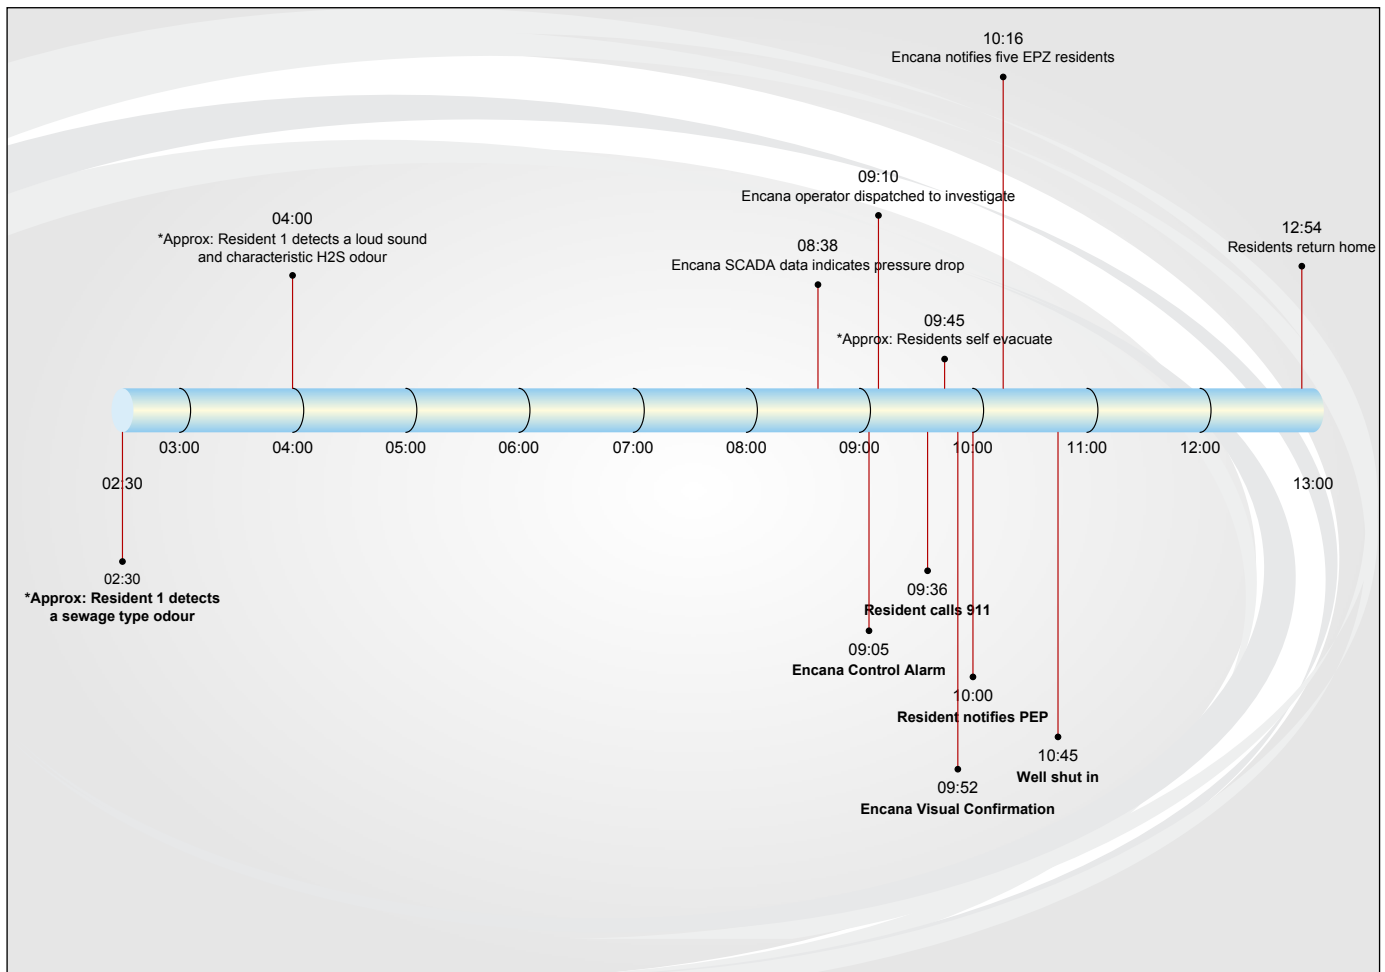 10:16
Encana notifies five EPZ residents
09:10
Encana operator dispatched to investigate
04:00
*Approx: Resident 1 detects a loud sound
and characteristic H2S odour
08:38
Encana SCADA data indicates pressure drop
12:54
Residents return home
09:45
*Approx: Residents self evacuate
03:00
04:00
05:00
06:00
07:00
08:00
09:00
10:00
11:00
12:00
02:30
13:00
02:30
*Approx: Resident 1 detects
a sewage type odour
09:36
Resident calls 911
09:05
Encana Control Alarm
10:00
Resident notifies PEP
10:45
Well shut in
09:52
Encana Visual Confirmation